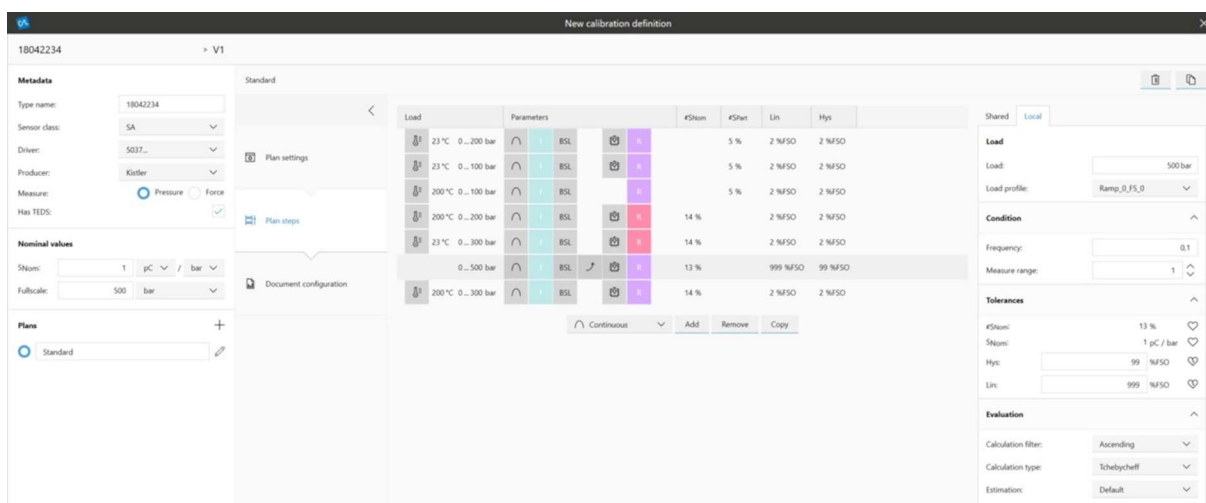 New calibration definition
18042234 > V1
Metadata
Type name: 18042234
Sensor class: SA
Driver: 5037...
Producer: Kistler
Measure: Pressure Force
Has TEDS:
Nominal values
SNom: 1 pC / bar
Fullscale: 500 bar
Plans
Standard
Standard
Plan settings
Plan steps
Document configuration
Load Parameters ≠SNom ≠SPart Lin Hys
23 °C 0 ... 200 bar I BSL R 5 % 2 %FSO 2 %FSO
23 °C 0 ... 100 bar I BSL R 5 % 2 %FSO 2 %FSO
200 °C 0 ... 100 bar I BSL R 5 % 2 %FSO 2 %FSO
200 °C 0 ... 200 bar I BSL R 14 % 2 %FSO 2 %FSO
23 °C 0 ... 300 bar I BSL R 14 % 2 %FSO 2 %FSO
0 ... 500 bar I BSL R 13 % 999 %FSO 99 %FSO
200 °C 0 ... 300 bar I BSL R 14 % 2 %FSO 2 %FSO
Continuous Add Remove Copy
Shared Local
Load
Load: 500 bar
Load profile: Ramp_0_FS_0
Condition
Frequency: 0,1
Measure range: 1
Tolerances
≠SNom: 13 %
SNom: 1 pC / bar
Hys: 99 %FSO
Lin: 999 %FSO
Evaluation
Calculation filter: Ascending
Calculation type: Tchebycheff
Estimation: Default